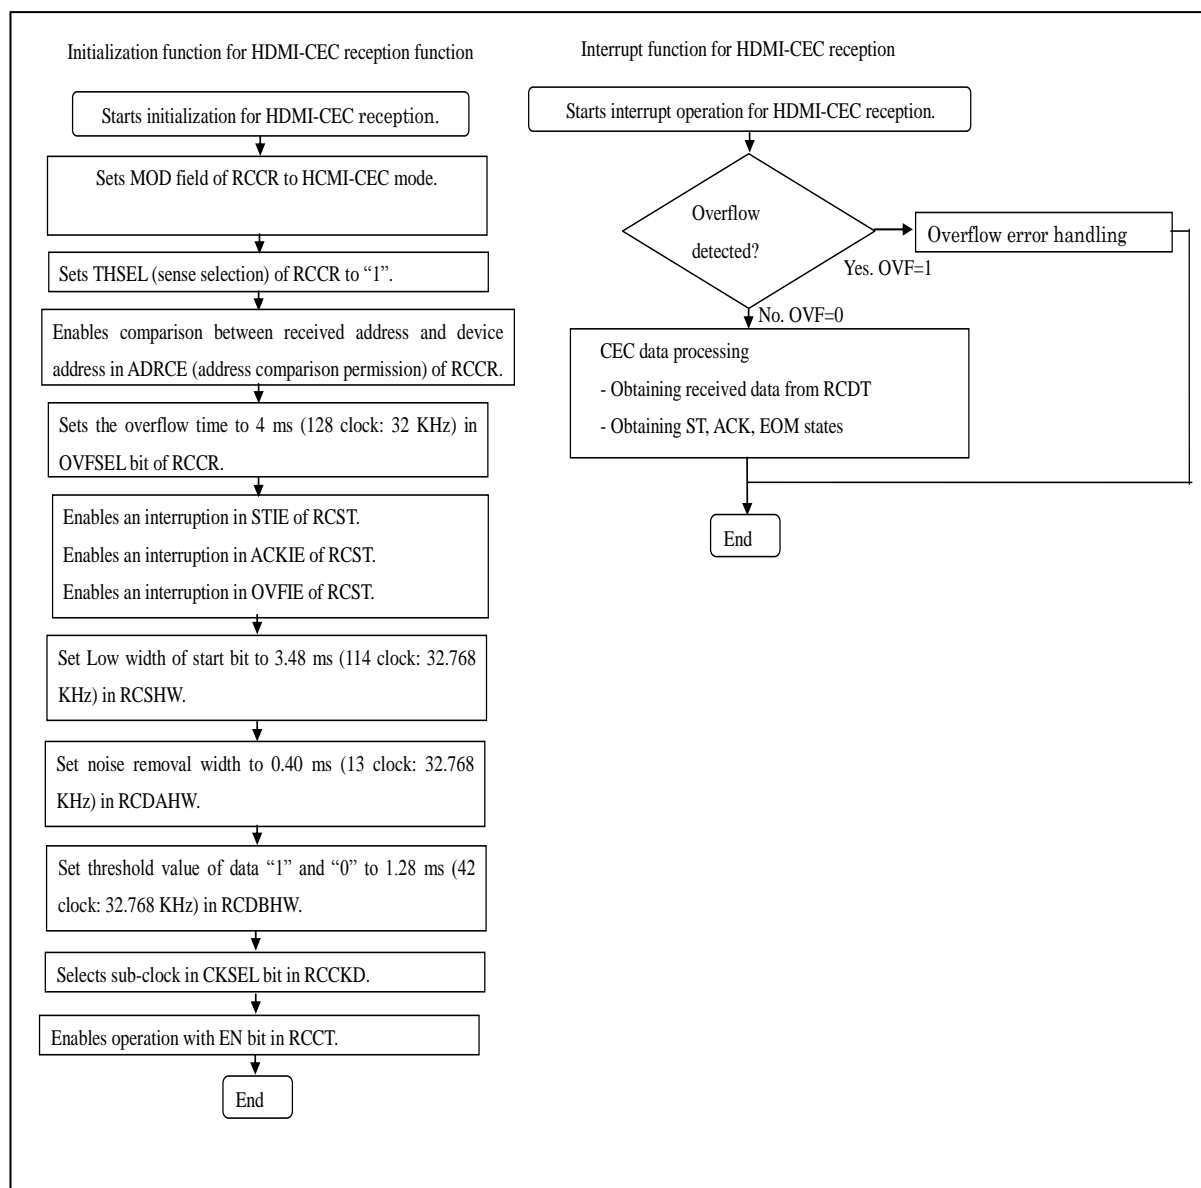 Initialization function for HDMI-CEC reception function
Starts initialization for HDMI-CEC reception.
Sets MOD field of RCCR to HCMI-CEC mode.
Sets THSEL (sense selection) of RCCR to “1”.
Enables comparison between received address and device
address in ADRCE (address comparison permission) of RCCR.
Sets the overflow time to 4 ms (128 clock: 32 KHz) in
OVFSEL bit of RCCR.
Enables an interruption in STIE of RCST.
Enables an interruption in ACKIE of RCST.
Enables an interruption in OVFIE of RCST.
Set Low width of start bit to 3.48 ms (114 clock: 32.768
KHz) in RCSHW.
Set noise removal width to 0.40 ms (13 clock: 32.768
KHz) in RCDAHW.
Set threshold value of data “1” and “0” to 1.28 ms (42
clock: 32.768 KHz) in RCDBHW.
Selects sub-clock in CKSEL bit in RCCKD.
Enables operation with EN bit in RCCT.
End
Interrupt function for HDMI-CEC reception
Starts interrupt operation for HDMI-CEC reception.
Overflow
detected?
Yes. OVF=1
Overflow error handling
No. OVF=0
CEC data processing
- Obtaining received data from RCDT
- Obtaining ST, ACK, EOM states
End